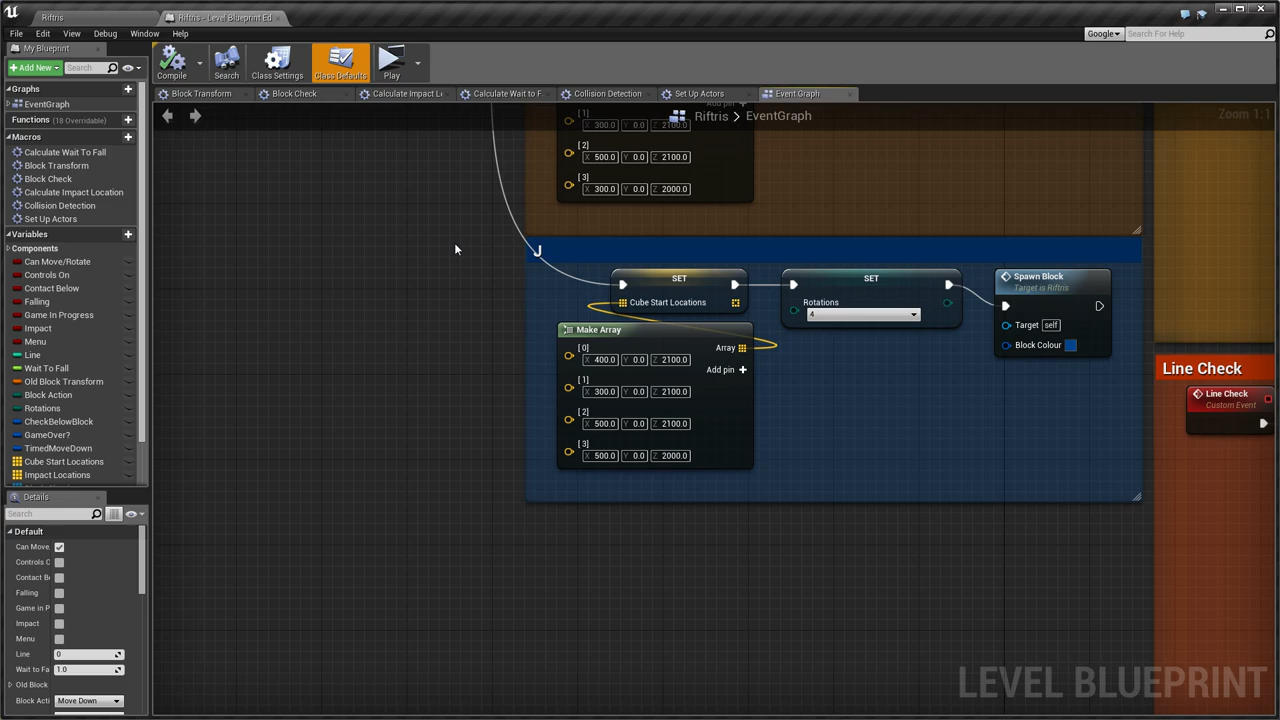 Riftris
Riftris - Level Blueprint Ed
File Edit View Debug Window Help
Google Search For Help
My Blueprint
Add New Search
Compile Search Class Settings Class Defaults Play
Graphs
EventGraph
Functions (18 Overridable)
Macros
Calculate Wait To Fall
Block Transform
Block Check
Calculate Impact Location
Collision Detection
Set Up Actors
Variables
Components
Can Move/Rotate
Controls On
Contact Below
Falling
Game In Progress
Impact
Menu
Line
Wait To Fall
Old Block Transform
Block Action
Rotations
CheckBelowBlock
GameOver?
TimedMoveDown
Cube Start Locations
Impact Locations
Details
Search
Default
Can Move,
Controls C
Contact B
Falling
Game in P
Impact
Menu
Line 0
Wait to Fa 1.0
Old Block
Block Acti Move Down
Block Transform Block Check Calculate Impact L Calculate Wait to F Collision Detection Set Up Actors Event Graph
Riftris > EventGraph
Zoom 1:1
Add pin
[1]
X 300.0 Y 0.0 Z 2100.0
[2]
X 500.0 Y 0.0 Z 2100.0
[3]
X 300.0 Y 0.0 Z 2000.0
J
SET
Cube Start Locations
SET
Rotations
4
Spawn Block
Target is Riftris
Target self
Block Colour
Make Array
[0] Array
X 400.0 Y 0.0 Z 2100.0
Add pin
[1]
X 300.0 Y 0.0 Z 2100.0
[2]
X 500.0 Y 0.0 Z 2100.0
[3]
X 500.0 Y 0.0 Z 2000.0
Line Check
Line Check
Custom Event
LEVEL BLUEPRINT